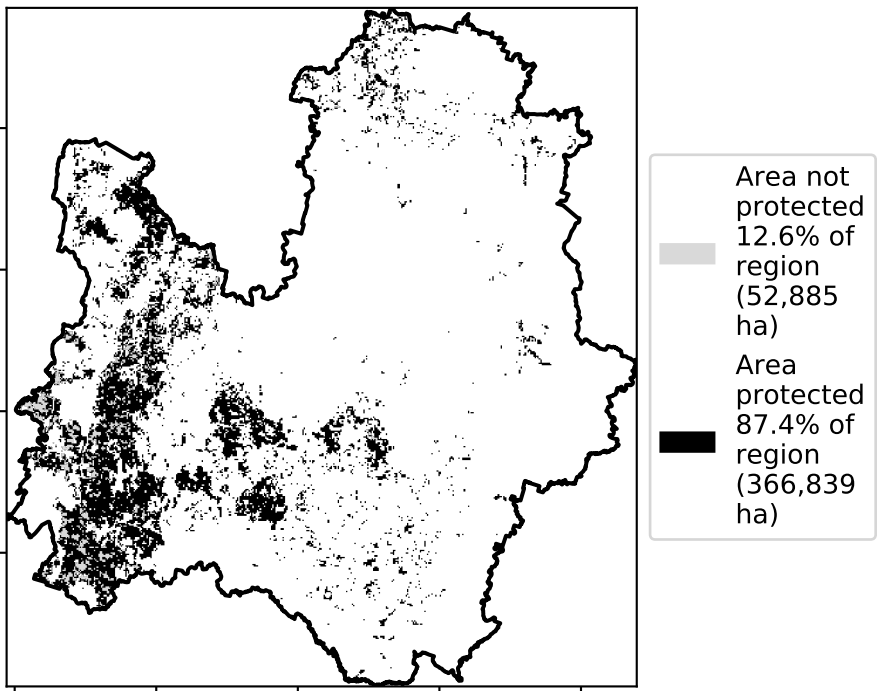 Area not
protected
12.6% of
region
(52,885
ha)
Area
protected
87.4% of
region
(366,839
ha)